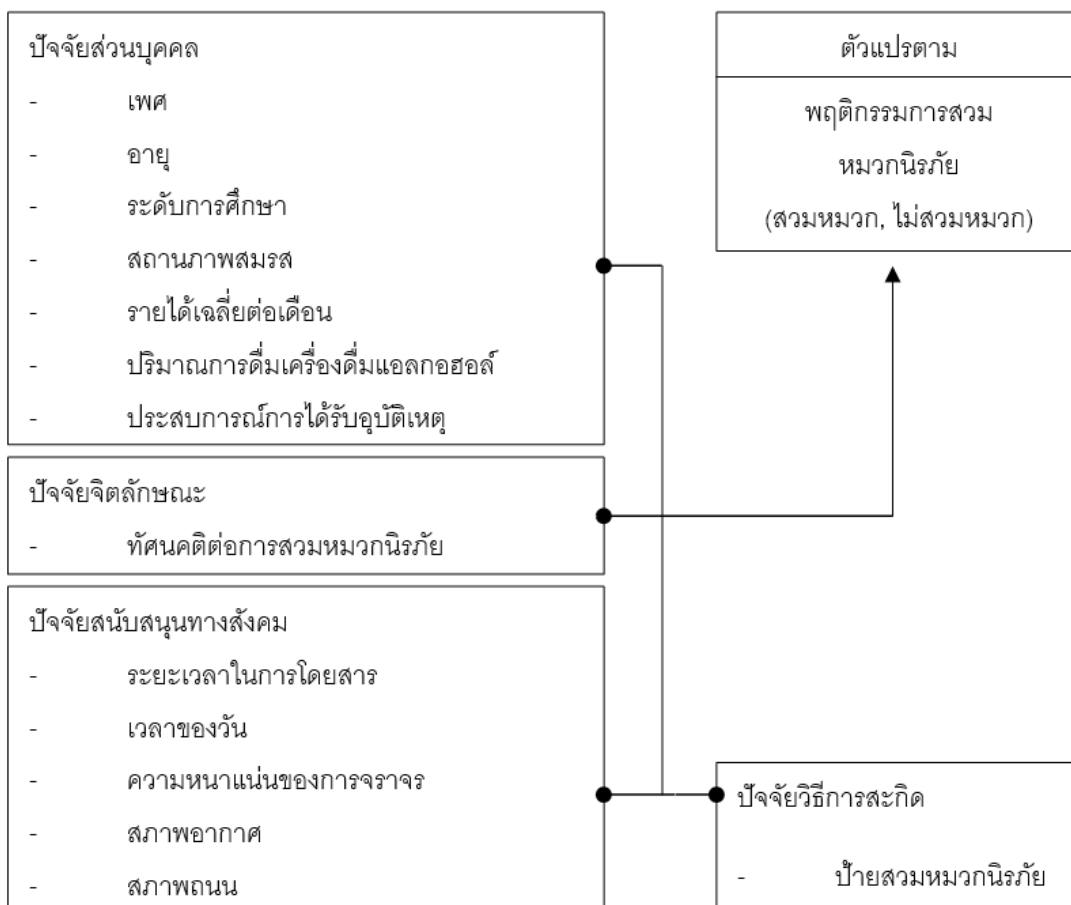 ปัจจัยส่วนบุคคล
- เพศ
- อายุ
- ระดับการศึกษา
- สถานภาพสมรส
- รายได้เฉลี่ยต่อเดือน
- ปริมาณการดื่มเครื่องดื่มแอลกอฮอล์
- ประสบการณ์การได้รับอุบัติเหตุ
ปัจจัยจิตลักษณะ
- ทัศนคติต่อการสวมหมวกนิรภัย
ปัจจัยสนับสนุนทางสังคม
- ระยะเวลาในการโดยสาร
- เวลาของวัน
- ความหนาแน่นของการจราจร
- สภาพอากาศ
- สภาพถนน
ตัวแปรตาม
พฤติกรรมการสวม
หมวกนิรภัย
(สวมหมวก, ไม่สวมหมวก)
ปัจจัยวิธีการสะกิด
- ป้ายสวมหมวกนิรภัย